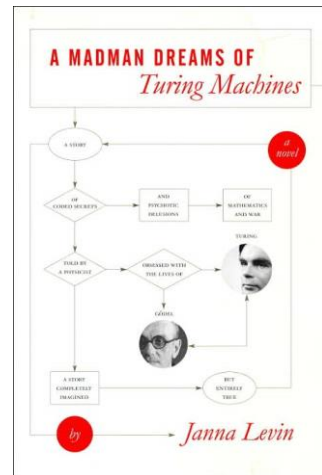 A MADMAN DREAMS OF
Turing Machines
A STORY
a
novel
OF
CODED SECRETS
AND
PSYCHOTIC
DELUSIONS
OF
MATHEMATICS
AND WAR
TOLD BY
A PHYSICIST
OBSESSED WITH
THE LIVES OF
TURING
GÖDEL
A STORY
COMPLETELY
IMAGINED
BUT
ENTIRELY
TRUE
by
Janna Levin